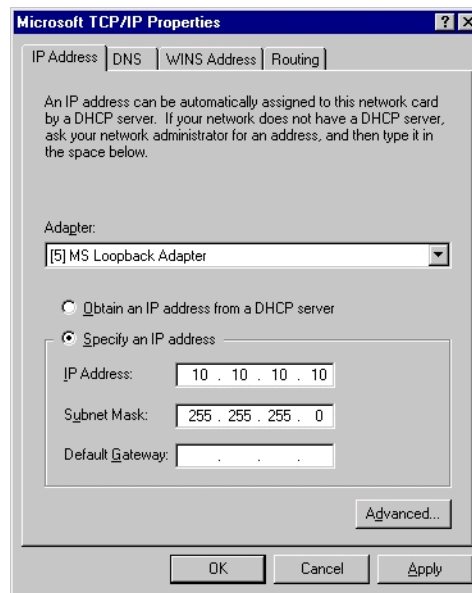 Microsoft TCP/IP Properties ? ×
IP Address DNS WINS Address Routing
An IP address can be automatically assigned to this network card
by a DHCP server. If your network does not have a DHCP server,
ask your network administrator for an address, and then type it in
the space below.
Adapter:
[5] MS Loopback Adapter
Obtain an IP address from a DHCP server
Specify an IP address
IP Address: 10 . 10 . 10 . 10
Subnet Mask: 255 . 255 . 255 . 0
Default Gateway: . . .
Advanced...
OK Cancel Apply